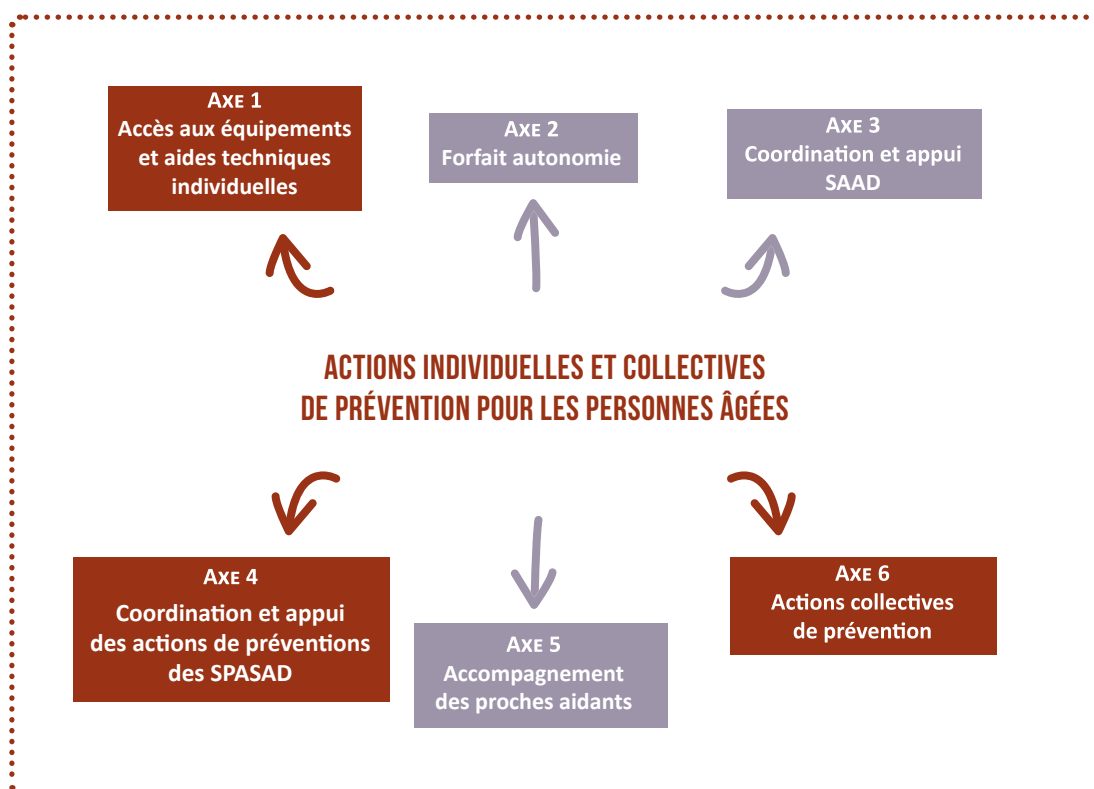 AXE 1
Accès aux équipements
et aides techniques
individuelles
AXE 2
Forfait autonomie
AXE 3
Coordination et appui
SAAD
ACTIONS INDIVIDUELLES ET COLLECTIVES
DE PRÉVENTION POUR LES PERSONNES ÂGÉES
AXE 4
Coordination et appui
des actions de préventions
des SPASAD
AXE 5
Accompagnement
des proches aidants
AXE 6
Actions collectives
de prévention